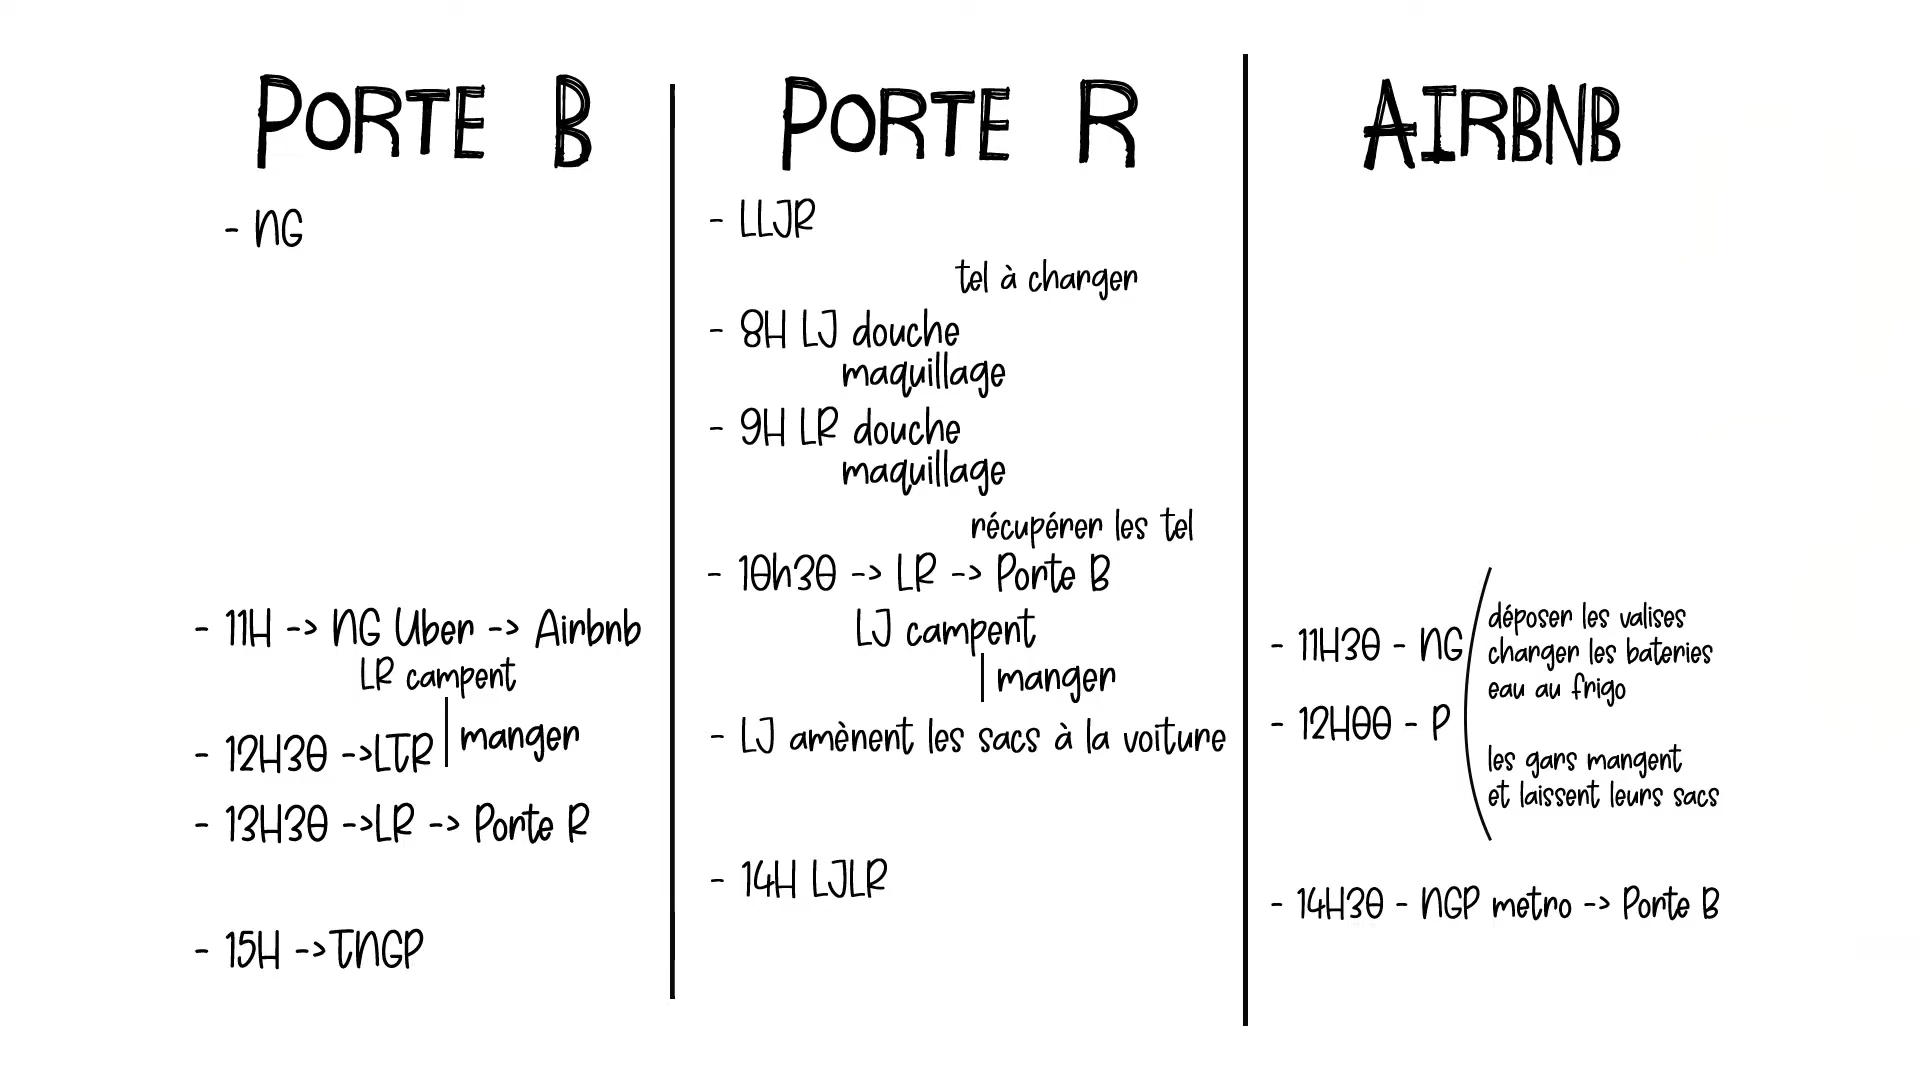 PORTE B
- NG
- 11H -> NG Uber -> Airbnb
LR campent
manger
- 12H30 ->LTR
- 13H30 ->LR -> Porte R
- 15H ->TNGP
PORTE R
- LLJR
tel à changer
- 8H LJ douche
maquillage
- 9H LR douche
maquillage
récupérer les tel
- 10h30 -> LR -> Porte B
LJ campent
manger
- LJ amènent les sacs à la voiture
- 14H LJLR
AIRBNB
- 11H30 - NG
déposer les valises
changer les bateries
eau au frigo
- 12H00 - P
les gars mangent
et laissent leurs sacs
- 14H30 - NGP metro -> Porte B